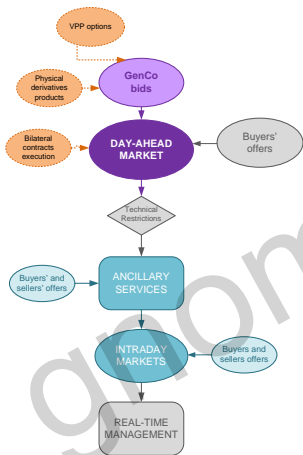 VPP options
GenCo
bids
Physical
derivatives
products
Bilateral
contracts
execution
DAY-AHEAD
MARKET
Buyers'
offers
Technical
Restrictions
Buyers' and
sellers' offers
ANCILLARY
SERVICES
INTRADAY
MARKETS
Buyers and
sellers offers
REAL-TIME
MANAGEMENT
gnom